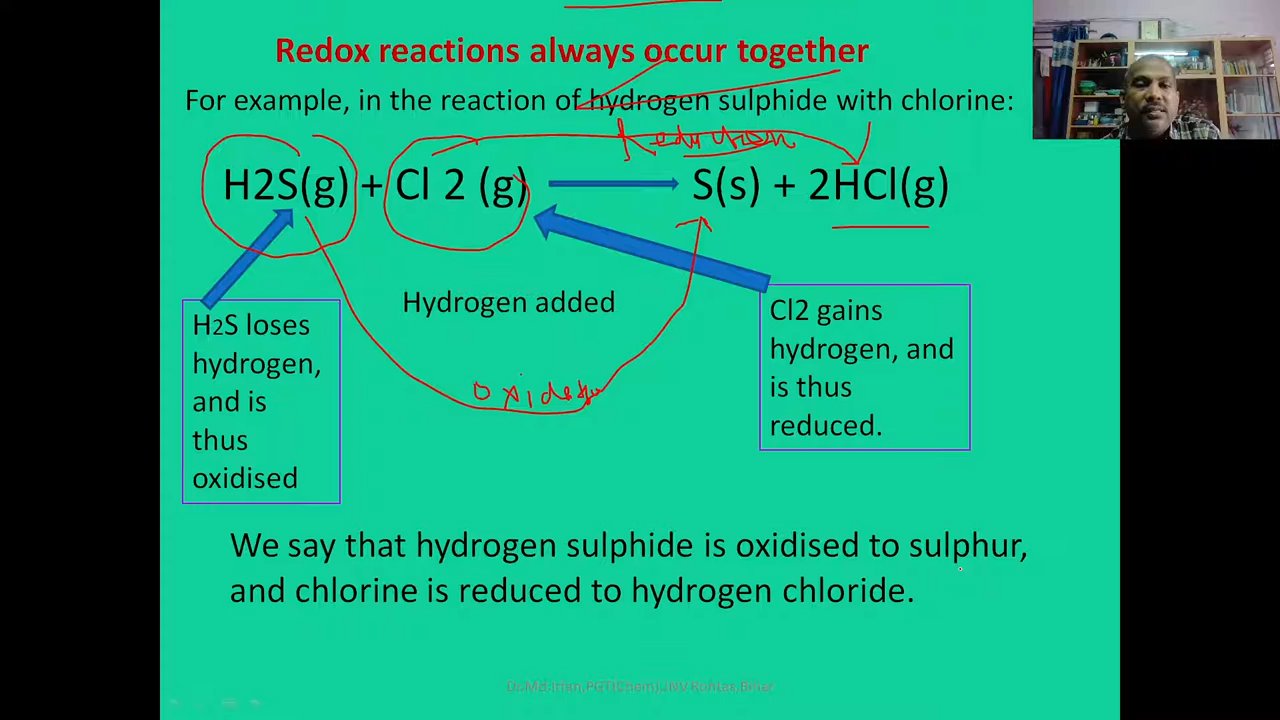 Redox reactions always occur together
For example, in the reaction of hydrogen sulphide with chlorine:
Reduction
H2S(g) + Cl 2 (g) → S(s) + 2HCl(g)
Hydrogen added
H2S loses
hydrogen,
and is
thus
oxidised
Cl2 gains
hydrogen, and
is thus
reduced.
We say that hydrogen sulphide is oxidised to sulphur,
and chlorine is reduced to hydrogen chloride.